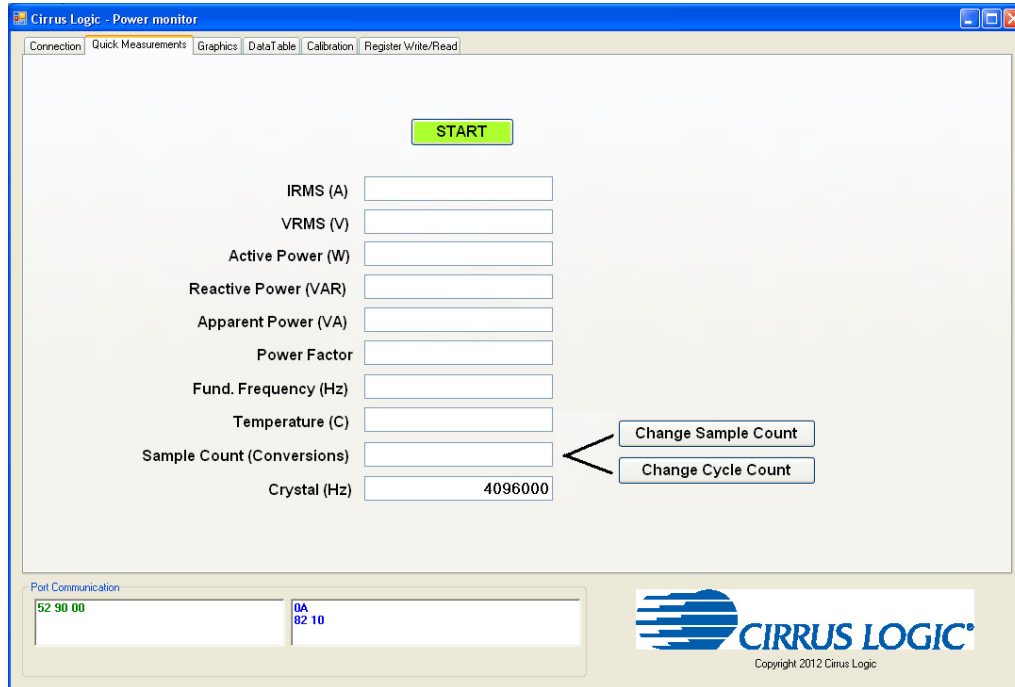 Cirrus Logic - Power monitor
Connection Quick Measurements Graphics DataTable Calibration Register Write/Read
START
IRMS (A)
VRMS (V)
Active Power (W)
Reactive Power (VAR)
Apparent Power (VA)
Power Factor
Fund. Frequency (Hz)
Temperature (C)
Sample Count (Conversions)
Change Sample Count
Change Cycle Count
Crystal (Hz) 4096000
Port Communication
52 90 00
0A
82 10
CIRRUS LOGIC®
Copyright 2012 Cirrus Logic